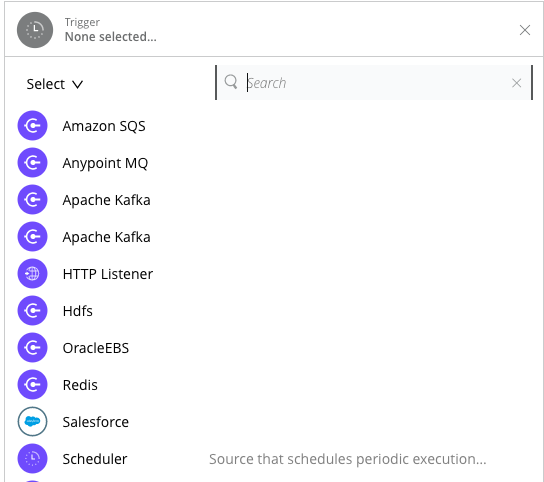 Trigger
None selected...
Select
Search
Amazon SQS
Anypoint MQ
Apache Kafka
Apache Kafka
HTTP Listener
Hdfs
OracleEBS
Redis
Salesforce
Scheduler Source that schedules periodic execution...